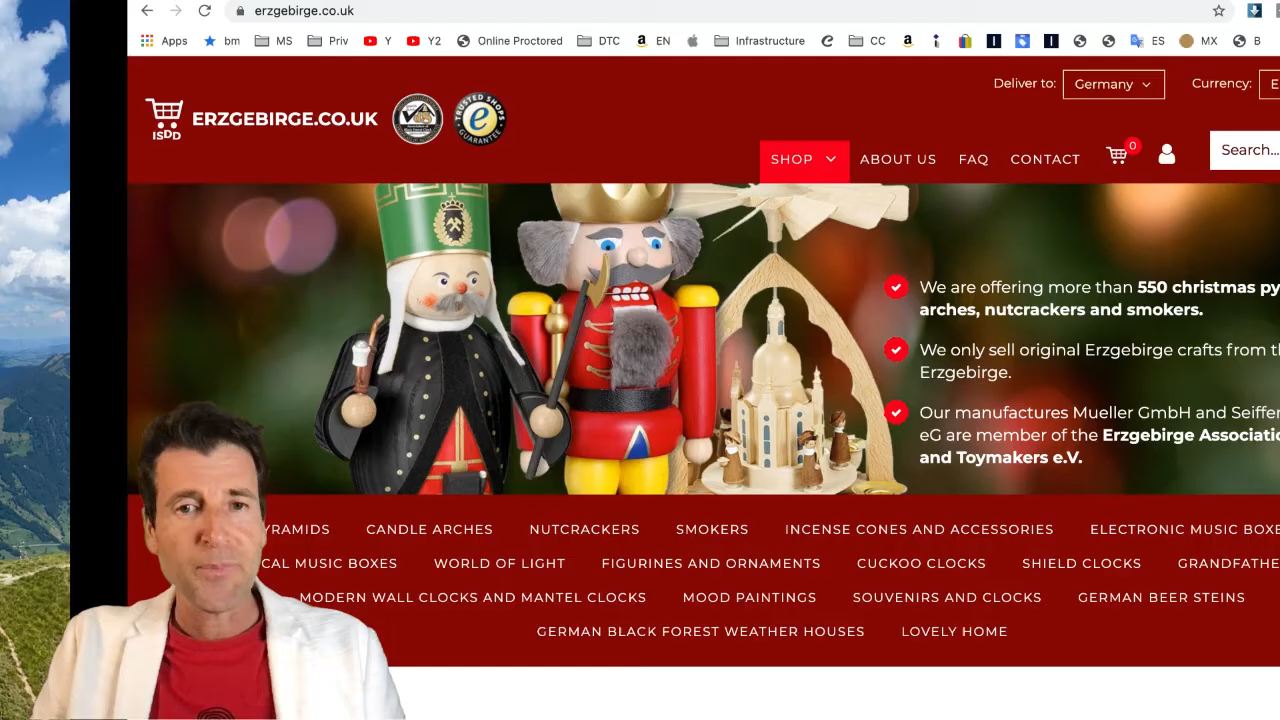 erzgebirge.co.uk
Apps bm MS Priv Y Y2 Online Proctored DTC EN Infrastructure CC ES MX B
Deliver to: Germany Currency: E
ISDD
ERZGEBIRGE.CO.UK
TRUSTED SHOPS
GUARANTEE
SHOP ABOUT US FAQ CONTACT 0 Search...
We are offering more than 550 christmas py
arches, nutcrackers and smokers.
We only sell original Erzgebirge crafts from th
Erzgebirge.
Our manufactures Mueller GmbH and Seiffen
eG are member of the Erzgebirge Associatio
and Toymakers e.V.
YRAMIDS CANDLE ARCHES NUTCRACKERS SMOKERS INCENSE CONES AND ACCESSORIES ELECTRONIC MUSIC BOXE
CAL MUSIC BOXES WORLD OF LIGHT FIGURINES AND ORNAMENTS CUCKOO CLOCKS SHIELD CLOCKS GRANDFATHE
MODERN WALL CLOCKS AND MANTEL CLOCKS MOOD PAINTINGS SOUVENIRS AND CLOCKS GERMAN BEER STEINS
GERMAN BLACK FOREST WEATHER HOUSES LOVELY HOME